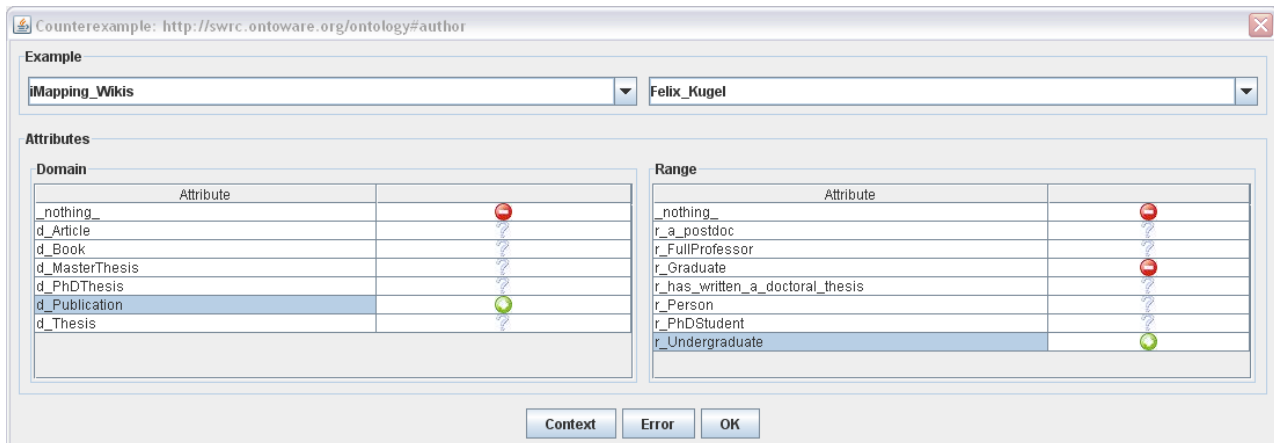 Counterexample: http://swrc.ontoware.org/ontology#author
Example
iMapping_Wikis
Felix_Kugel
Attributes
Domain
Attribute
_nothing_
d_Article
?
d_Book
?
d_MasterThesis
?
d_PhDThesis
?
d_Publication
d_Thesis
?
Range
Attribute
_nothing_
r_a_postdoc
?
r_FullProfessor
?
r_Graduate
r_has_written_a_doctoral_thesis
?
r_Person
?
r_PhDStudent
?
r_Undergraduate
Context Error OK